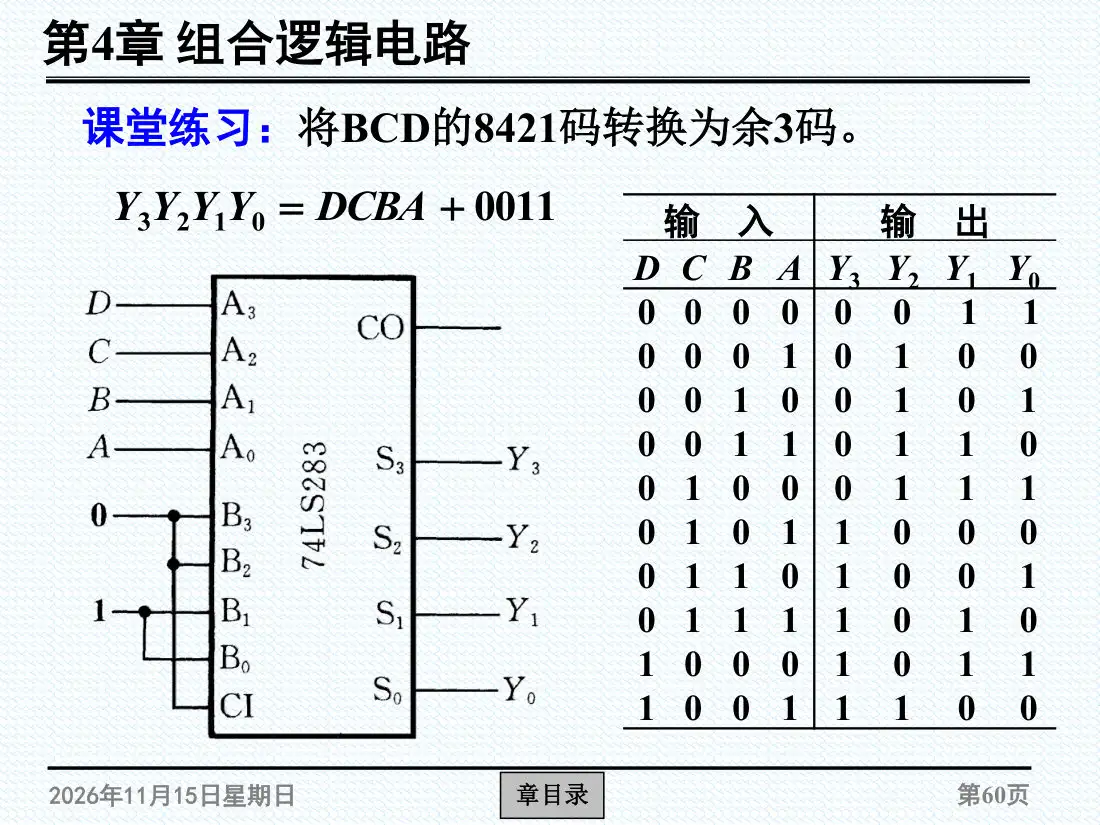 第4章 组合逻辑电路
课堂练习：将BCD的8421码转换为余3码。
Y₃Y₂Y₁Y₀ = DCBA + 0011
D A₃ CO
C A₂
B A₁
A A₀
S₃ Y₃
0 B₃
B₂ S₂ Y₂
1 B₁ S₁ Y₁
B₀
CI S₀ Y₀
74LS283
输 入 输 出
D C B A Y₃ Y₂ Y₁ Y₀
0 0 0 0 0 0 1 1
0 0 0 1 0 1 0 0
0 0 1 0 0 1 0 1
0 0 1 1 0 1 1 0
0 1 0 0 0 1 1 1
0 1 0 1 1 0 0 0
0 1 1 0 1 0 0 1
0 1 1 1 1 0 1 0
1 0 0 0 1 0 1 1
1 0 0 1 1 1 0 0
2026年11月15日星期日 章目录 第60页